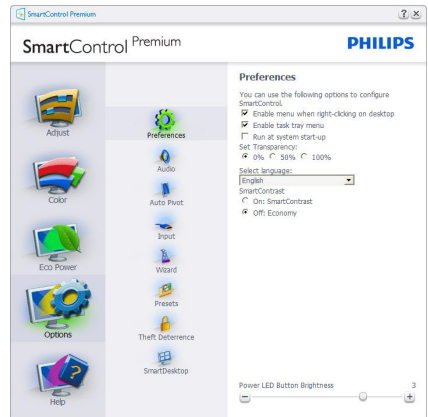 SmartControl Premium
SmartControl Premium
PHILIPS
Adjust
Color
Eco Power
Options
Help
Preferences
Audio
Auto Pivot
Input
Wizard
Presets
Theft Deterrence
SmartDesktop
Preferences
You can use the following options to configure
SmartControl.
Enable menu when right-clicking on desktop
Enable task tray menu
Run at system start-up
Set Transparency:
0% 50% 100%
Select language:
English
SmartContrast
On: SmartContrast
Off: Economy
Power LED Button Brightness 3